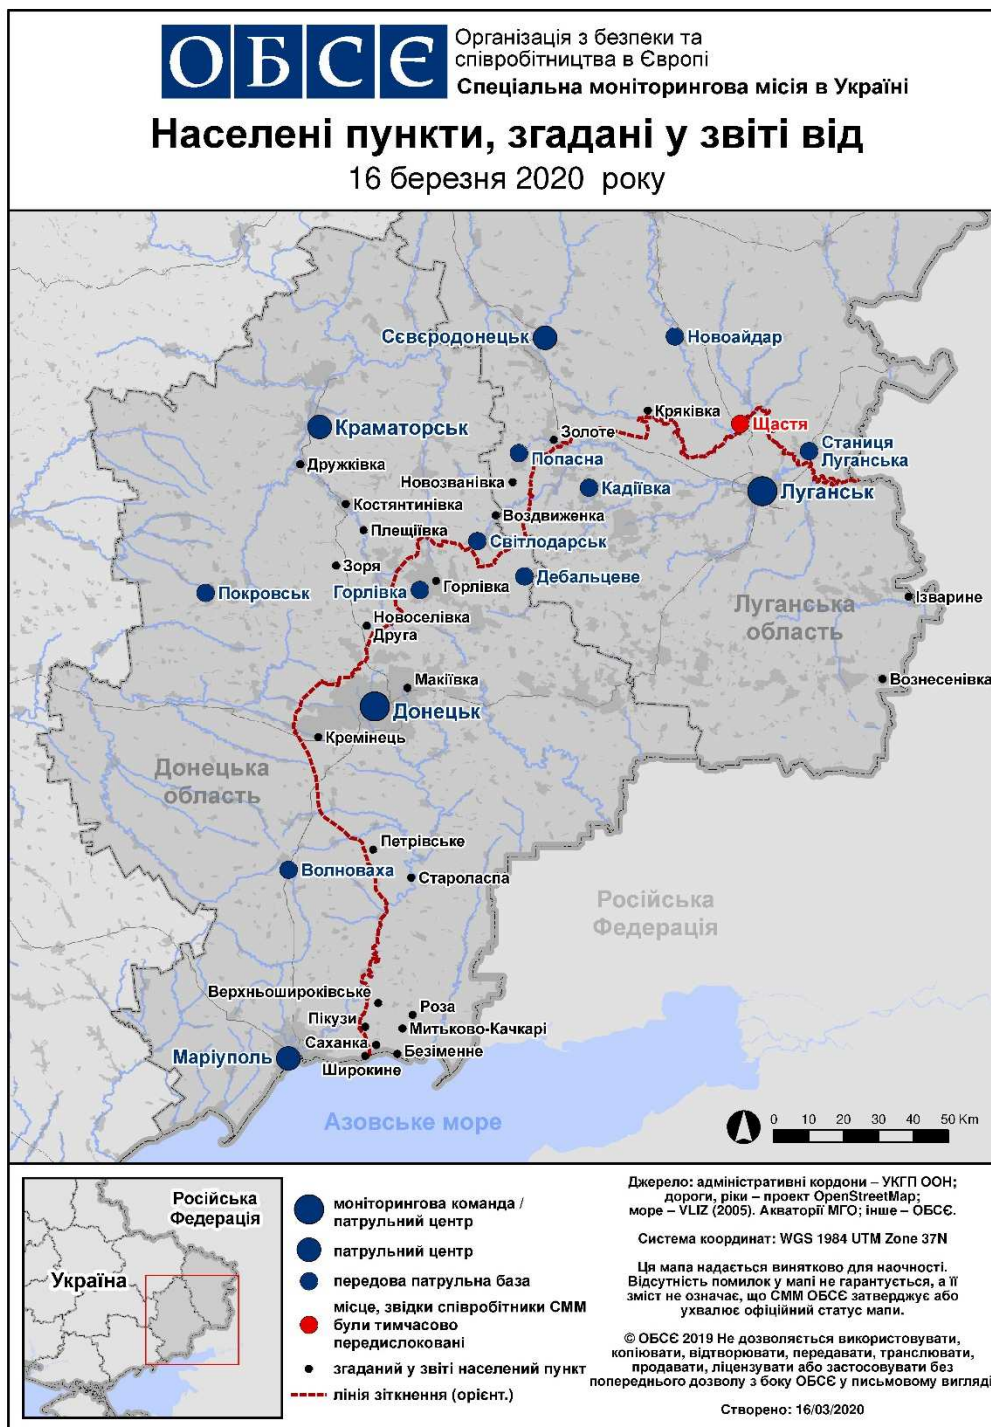 ОБСЄ
Організація з безпеки та
співробітництва в Європі
Спеціальна моніторингова місія в Україні
Населені пункти, згадані у звіті від
16 березня 2020 року
Сєвєродонецьк
Новоайдар
Кряківка
Щастя
Золоте
Станиця
Луганська
Краматорськ
Попасна
Дружківка
Новозванівка
Кадіївка
Луганськ
Костянтинівка
Воздвиженка
Плещіївка
Світлодарськ
Зоря
Дебальцеве
Покровськ
Горлівка
Горлівка
Ізварине
Луганська
область
Новоселівка
Друга
Макіївка
Вознесенівка
Донецьк
Кремінець
Донецька
область
Петрівське
Волноваха
Староласпа
Російська
Федерація
Верхньошироківське
Роза
Пікузи
Митьково-Качкарі
Саханка
Безіменне
Маріуполь
Широкине
Азовське море
0 10 20 30 40 50 Km
Російська
Федерація
Україна
моніторингова команда /
патрульний центр
патрульний центр
передова патрульна база
місце, звідки співробітники СММ
були тимчасово
передислоковані
згаданий у звіті населений пункт
лінія зіткнення (орієнт.)
Джерело: адміністративні кордони – УКГП ООН;
дороги, ріки – проект OpenStreetMap;
море – VLIZ (2005). Акваторії МГО; інше – ОБСЄ.
Система координат: WGS 1984 UTM Zone 37N
Ця мапа надається винятково для наочності.
Відсутність помилок у мапі не гарантується, а її
зміст не означає, що СММ ОБСЄ затверджує або
ухвалює офіційний статус мапи.
© ОБСЄ 2019 Не дозволяється використовувати,
копіювати, відтворювати, передавати, транслювати,
продавати, ліцензувати або застосовувати без
попереднього дозволу з боку ОБСЄ у письмовому вигляді
Створено: 16/03/2020